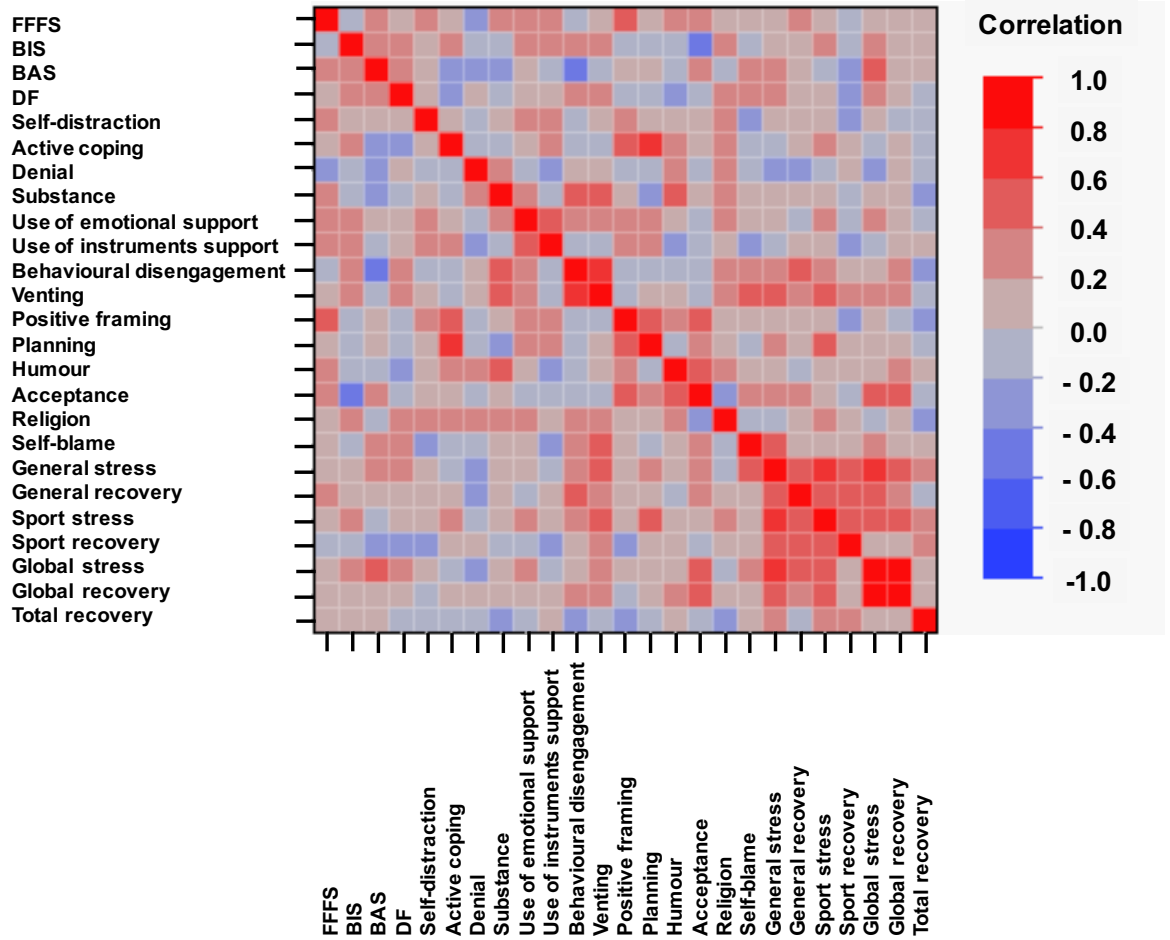 Correlation
FFFS
BIS
BAS
DF
Self-distraction
Active coping
Denial
Substance
Use of emotional support
Use of instruments support
Behavioural disengagement
Venting
Positive framing
Planning
Humour
Acceptance
Religion
Self-blame
General stress
General recovery
Sport stress
Sport recovery
Global stress
Global recovery
Total recovery
1.0
0.8
0.6
0.4
0.2
0.0
- 0.2
- 0.4
- 0.6
- 0.8
-1.0
FFFS
BIS
BAS
DF
Self-distraction
Active coping
Denial
Substance
Use of emotional support
Use of instruments support
Behavioural disengagement
Venting
Positive framing
Planning
Humour
Acceptance
Religion
Self-blame
General stress
General recovery
Sport stress
Sport recovery
Global stress
Global recovery
Total recovery